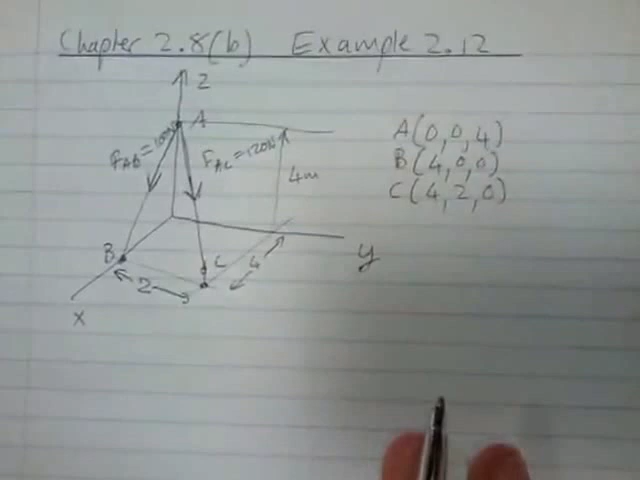 Chapter 2.8(b) Example 2.12
Z
A
F_AB = 100N
F_AC = 120N
4m
A(0,0,4)
B(4,0,0)
C(4,2,0)
B
C
4
y
2
x